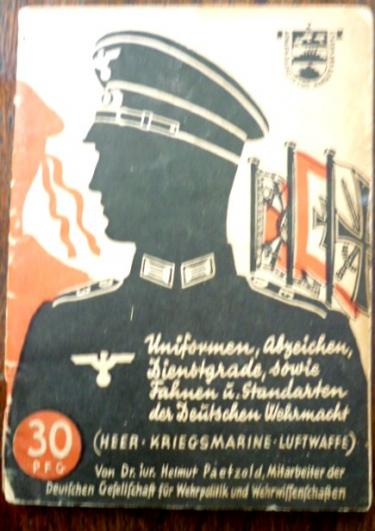 Uniformen, Abzeichen,
Dienstgrade, sowie
Fahnen u. Standarten
der Deutschen Wehrmacht
(HEER · KRIEGSMARINE · LUFTWAFFE)
30
PFG
Von Dr. iur. Helmut Paetzold, Mitarbeiter der
Deutschen Gesellschaft für Wehrpolitik und Wehrwissenschaften